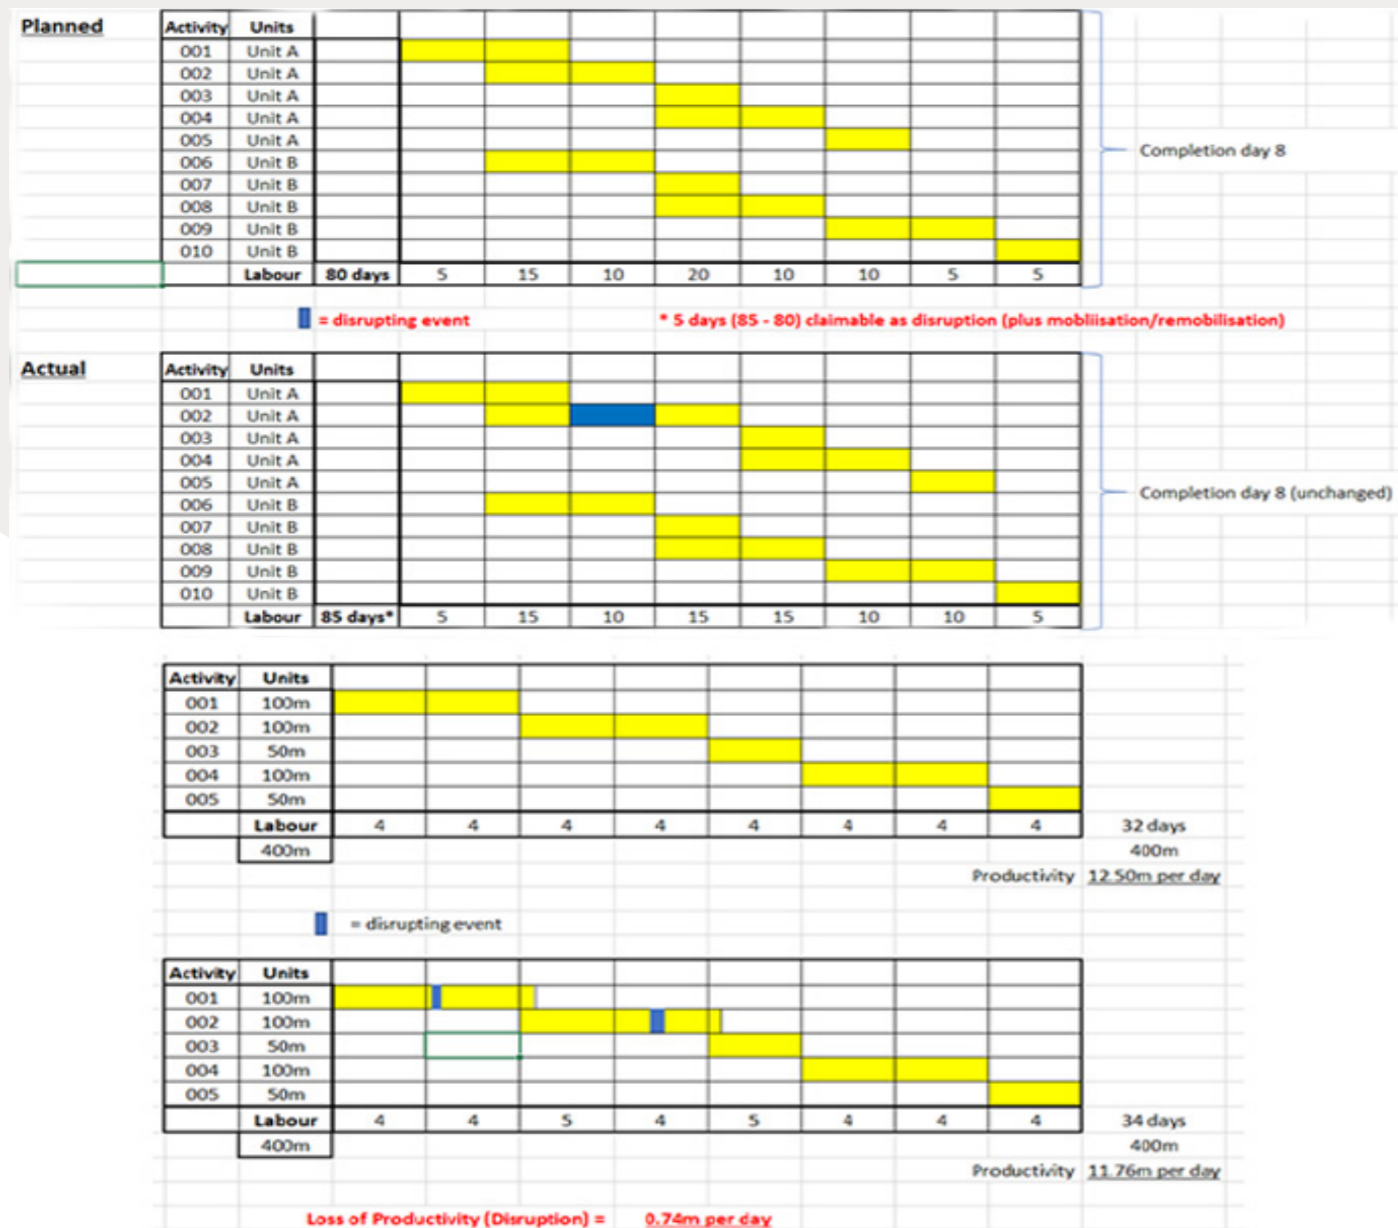 Planned Activity Units
001 Unit A
002 Unit A
003 Unit A
004 Unit A
005 Unit A
Completion day 8
006 Unit B
007 Unit B
008 Unit B
009 Unit B
010 Unit B
Labour 80 days 5 15 10 20 10 10 5 5
= disrupting event * 5 days (85 - 80) claimable as disruption (plus mobliisation/remobilisation)
Actual Activity Units
001 Unit A
002 Unit A
003 Unit A
004 Unit A
005 Unit A
Completion day 8 (unchanged)
006 Unit B
007 Unit B
008 Unit B
009 Unit B
010 Unit B
Labour 85 days* 5 15 10 15 15 10 10 5
Activity Units
001 100m
002 100m
003 50m
004 100m
005 50m
Labour 4 4 4 4 4 4 4 4 32 days
400m 400m
Productivity 12.50m per day
= disrupting event
Activity Units
001 100m
002 100m
003 50m
004 100m
005 50m
Labour 4 4 5 4 5 4 4 4 34 days
400m 400m
Productivity 11.76m per day
Loss of Productivity (Disruption) = 0.74m per day